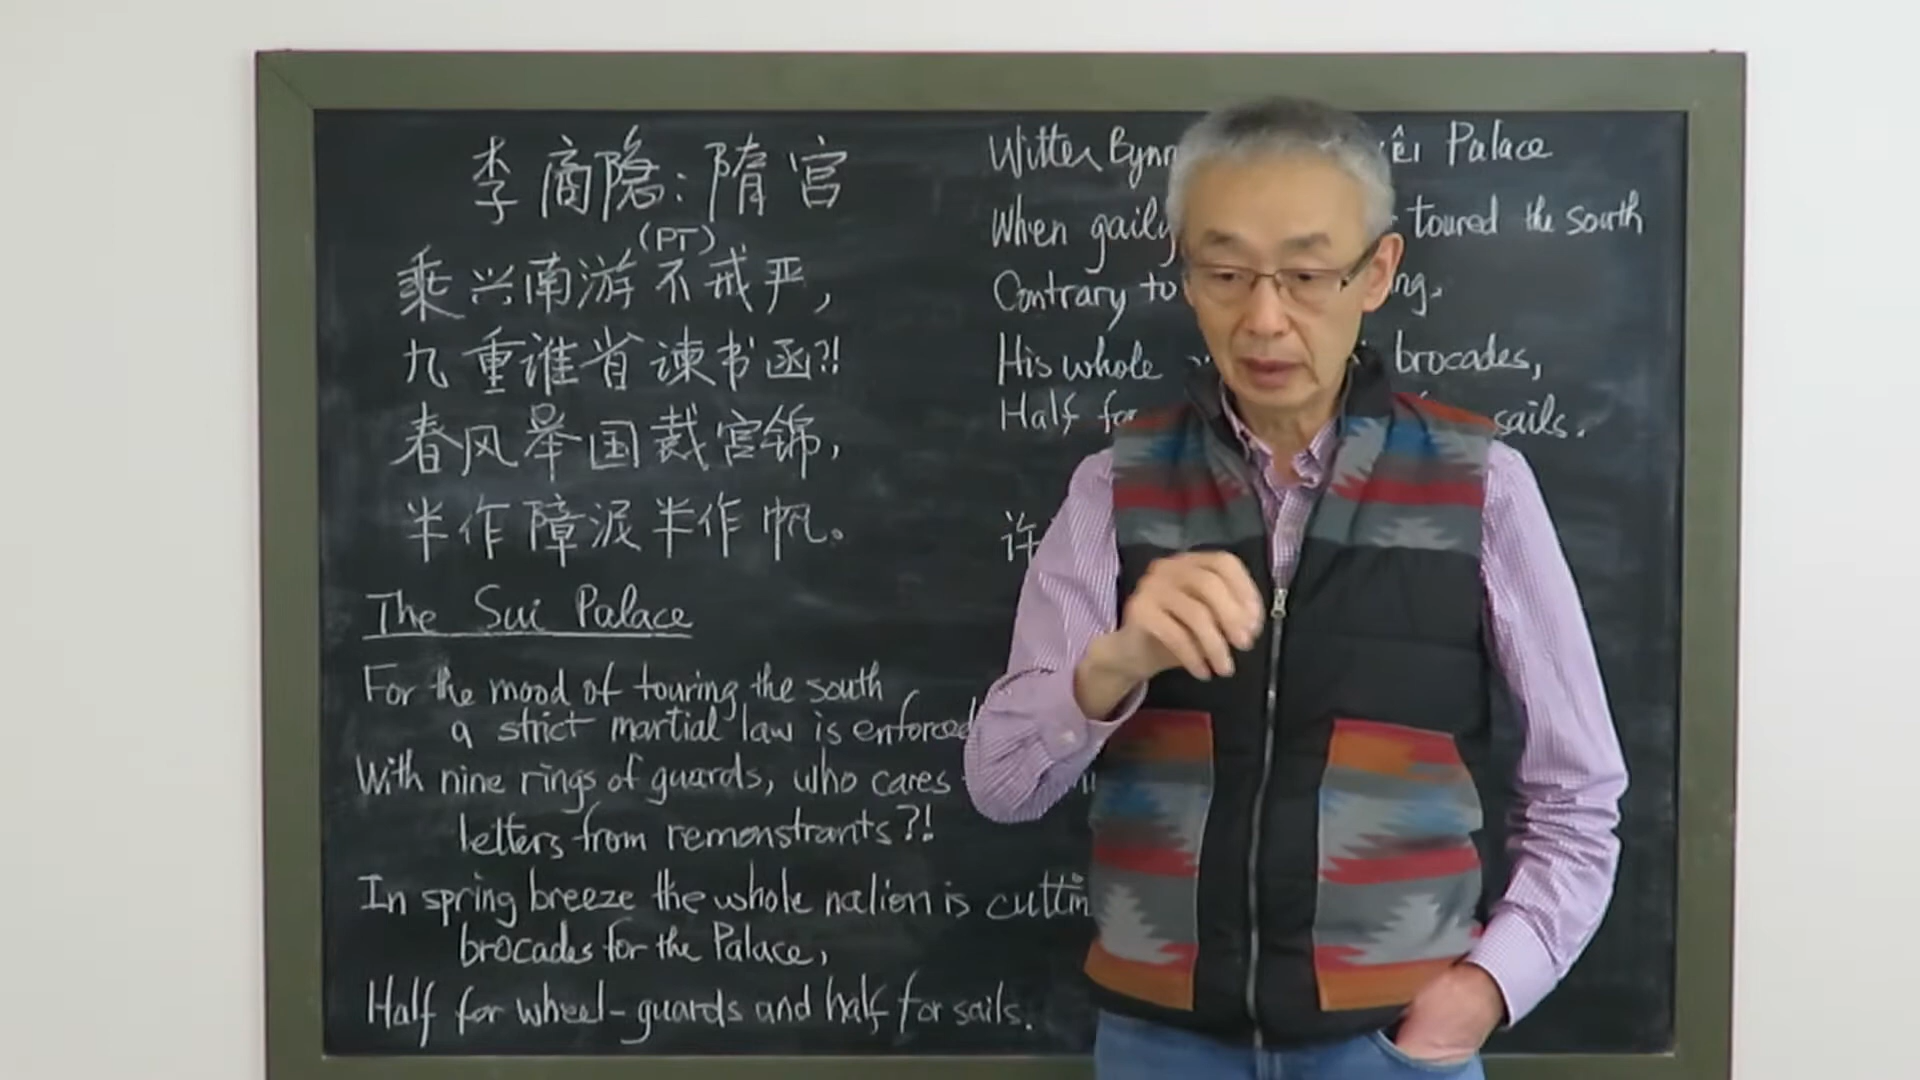 李商隐:隋宫
(PT)
乘兴南游不戒严,
九重谁省谏书函?!
春风举国裁宫锦,
半作障泥半作帆。
The Sui Palace
For the mood of touring the south
a strict martial law is enforced
With nine rings of guards, who cares
letters from remonstrants?!
In spring breeze the whole nation is cuttin
brocades for the Palace,
Half for wheel-guards and half for sails.
Witter Bynn Palace
When gaily toured the south
Contrary to ng,
His whole brocades,
Half for sails.
许